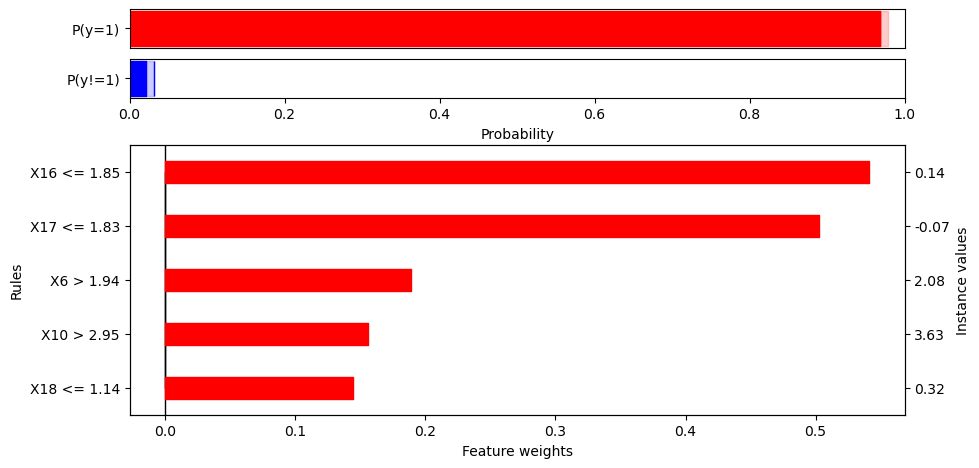 P(y=1)
P(y!=1)
0.0 0.2 0.4 0.6 0.8 1.0
Probability
X16 <= 1.85 0.14
X17 <= 1.83 -0.07
X6 > 1.94 2.08
X10 > 2.95 3.63
X18 <= 1.14 0.32
Rules
Instance values
0.0 0.1 0.2 0.3 0.4 0.5
Feature weights